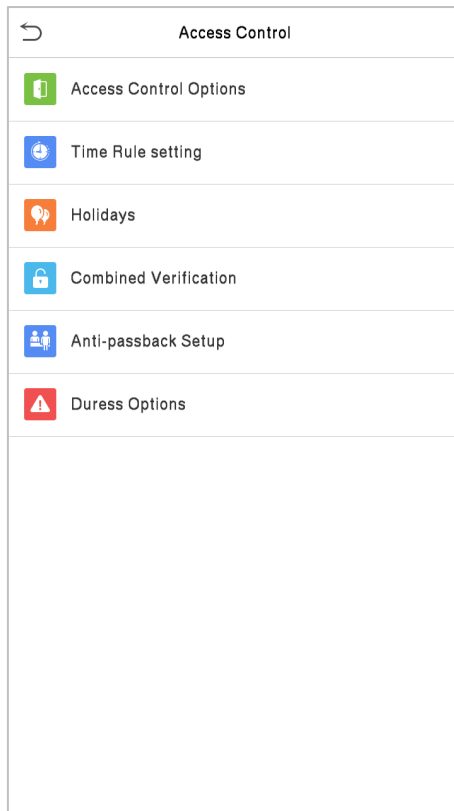 Access Control
Access Control Options
Time Rule setting
Holidays
Combined Verification
Anti-passback Setup
Duress Options